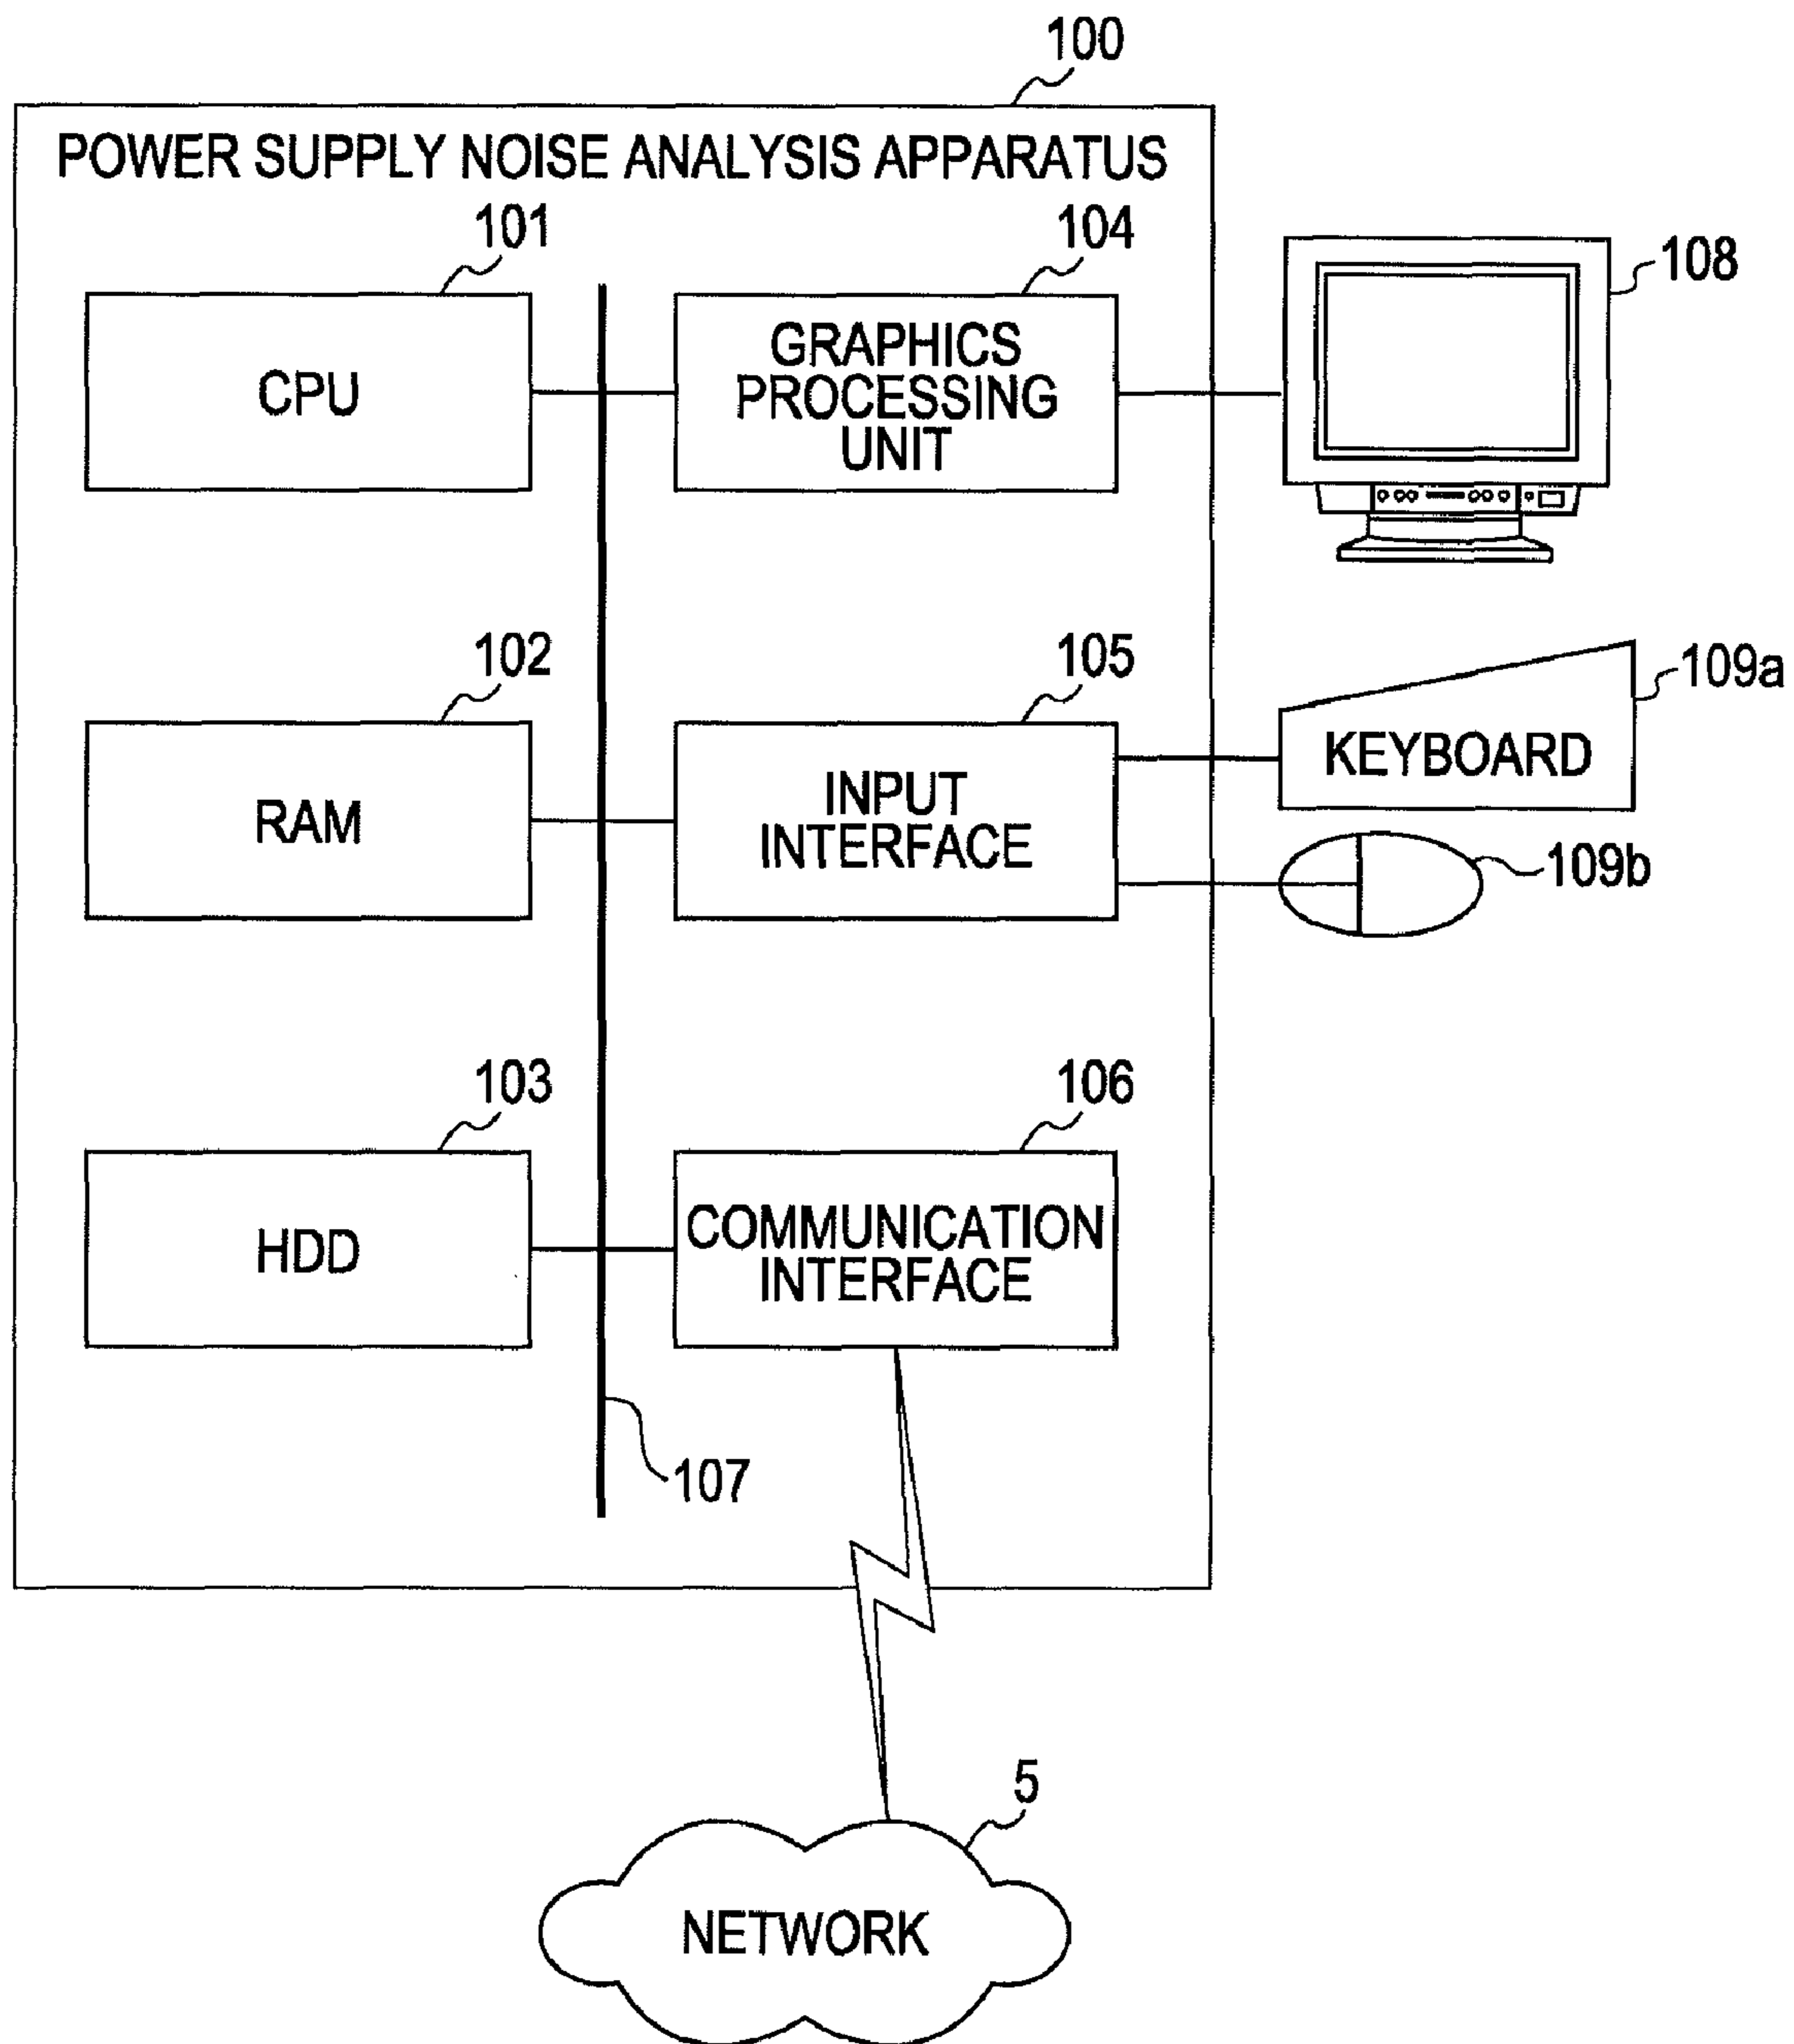 100
POWER SUPPLY NOISE ANALYSIS APPARATUS
101
104
108
CPU
GRAPHICS
PROCESSING
UNIT
102
105
109a
KEYBOARD
RAM
INPUT
INTERFACE
109b
103
106
HDD
COMMUNICATION
INTERFACE
107
5
NETWORK